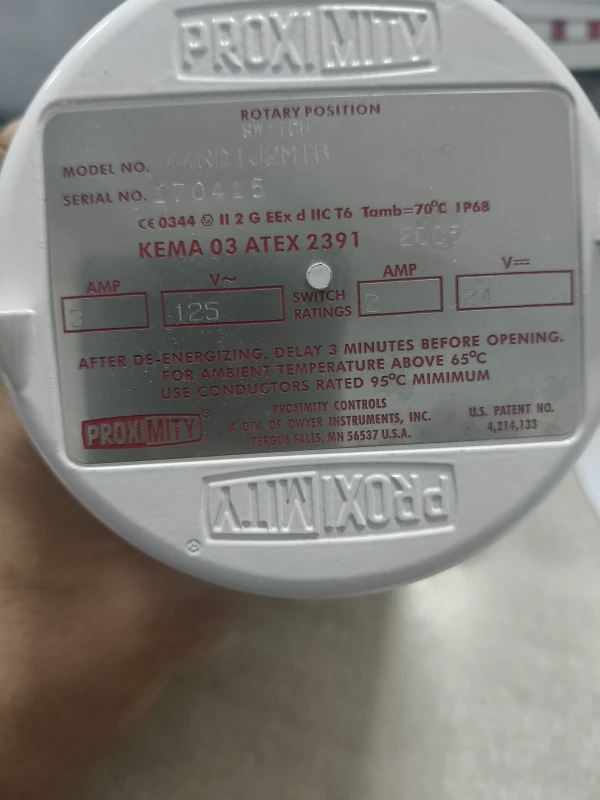 PROXIMITY
ROTARY POSITION
SWITCH
MODEL NO.
SERIAL NO. 170415
CE 0344 Ex II 2 G EEx d IIC T6 Tamb=70°C IP68
KEMA 03 ATEX 2391
AMP V~ AMP V⎓
3 125 SWITCH RATINGS 2 24
AFTER DE-ENERGIZING, DELAY 3 MINUTES BEFORE OPENING.
FOR AMBIENT TEMPERATURE ABOVE 65°C
USE CONDUCTORS RATED 95°C MIMIMUM
PROXIMITY®
PROXIMITY CONTROLS
A DIV. OF DWYER INSTRUMENTS, INC.
FERGUS FALLS, MN 56537 U.S.A.
U.S. PATENT NO.
4,214,133
PROXIMITY
®